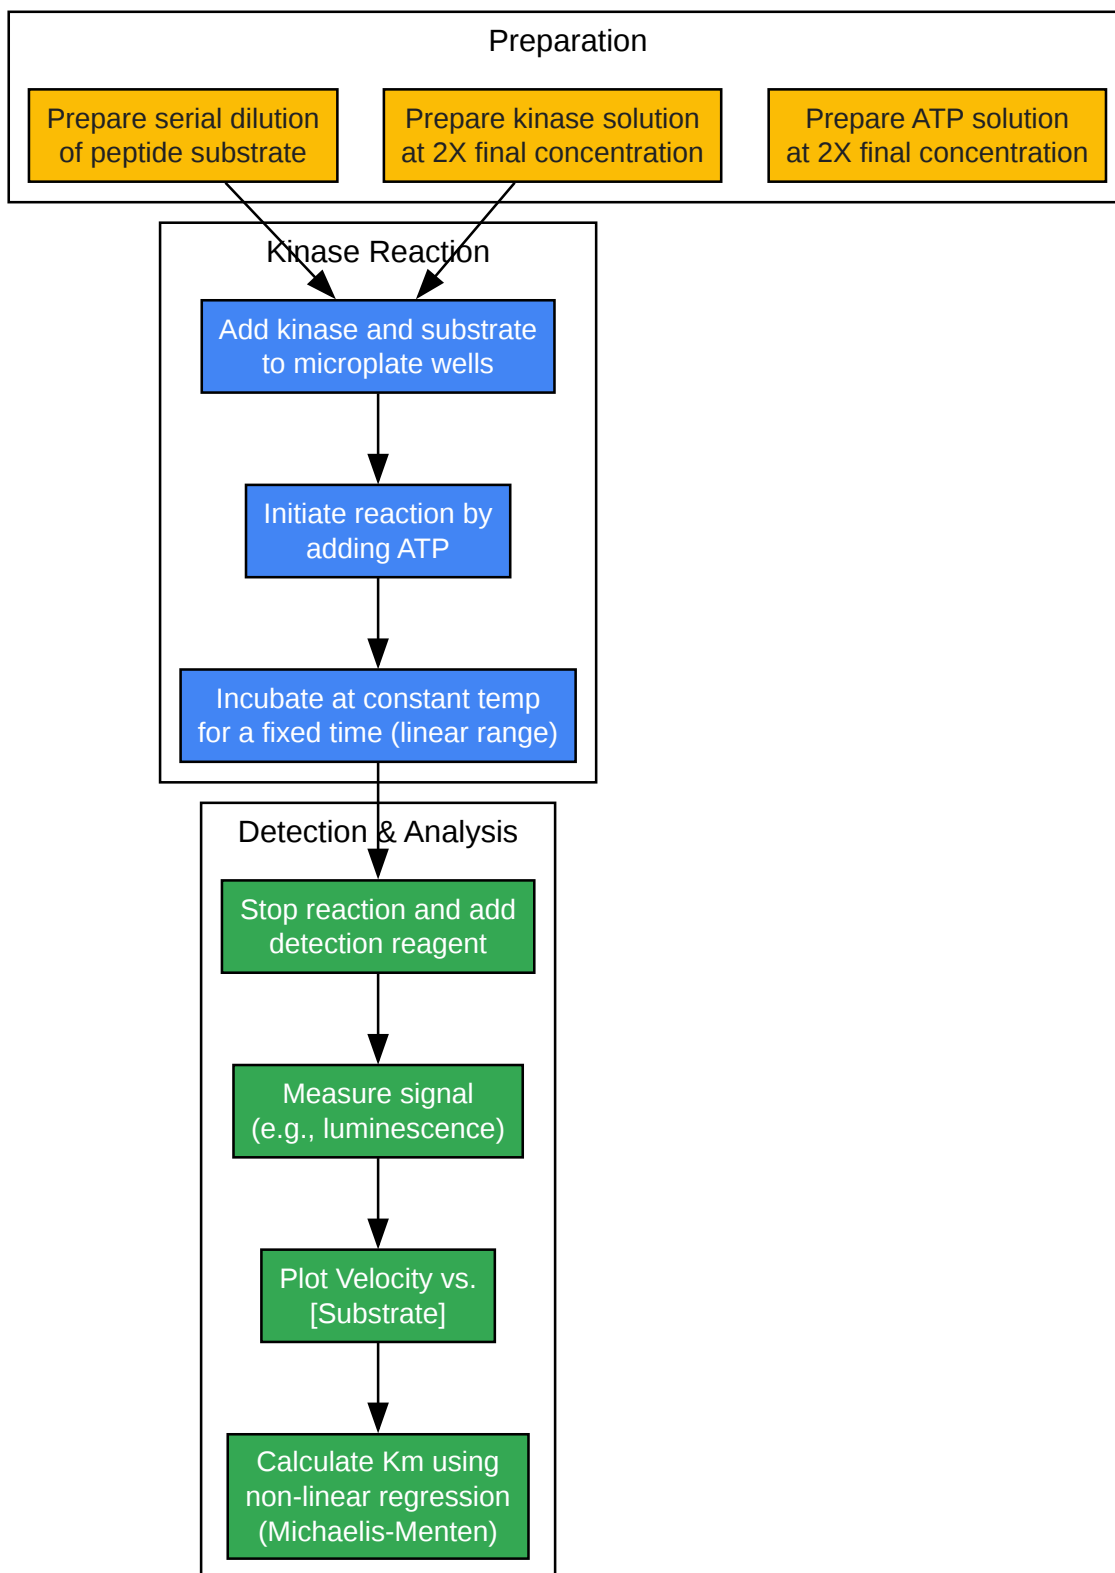 Preparation
Prepare serial dilution
of peptide substrate
Prepare kinase solution
at 2X final concentration
Prepare ATP solution
at 2X final concentration
Kinase Reaction
Add kinase and substrate
to microplate wells
Initiate reaction by
adding ATP
Incubate at constant temp
for a fixed time (linear range)
Detection & Analysis
Stop reaction and add
detection reagent
Measure signal
(e.g., luminescence)
Plot Velocity vs.
[Substrate]
Calculate Km using
non-linear regression
(Michaelis-Menten)